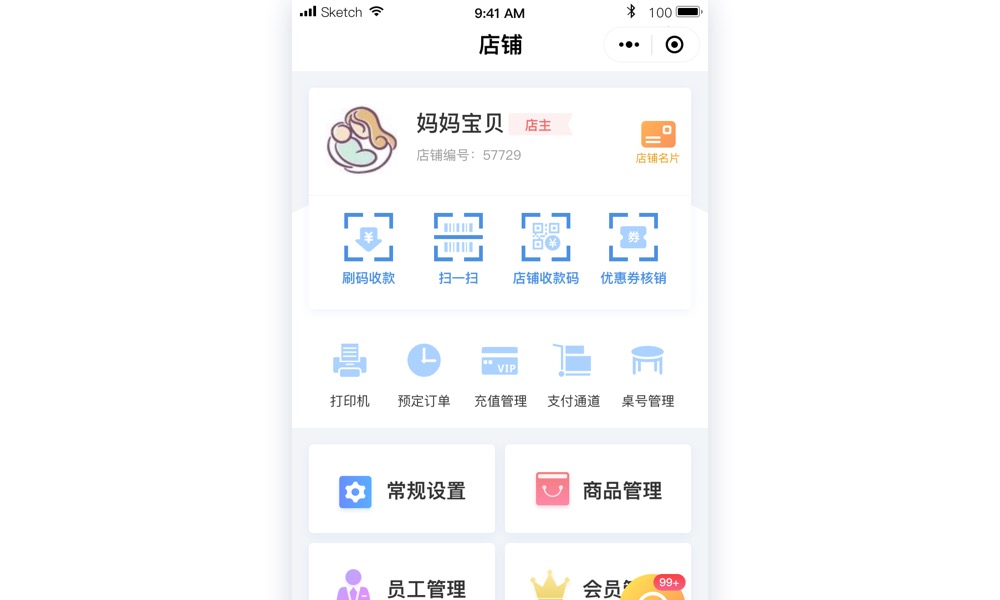 Sketch 9:41 AM 100
店铺
妈妈宝贝 店主
店铺编号：57729
店铺名片
¥ ¥ 券
刷码收款 扫一扫 店铺收款码 优惠券核销
VIP
打印机 预定订单 充值管理 支付通道 桌号管理
常规设置 商品管理
员工管理 会员
99+